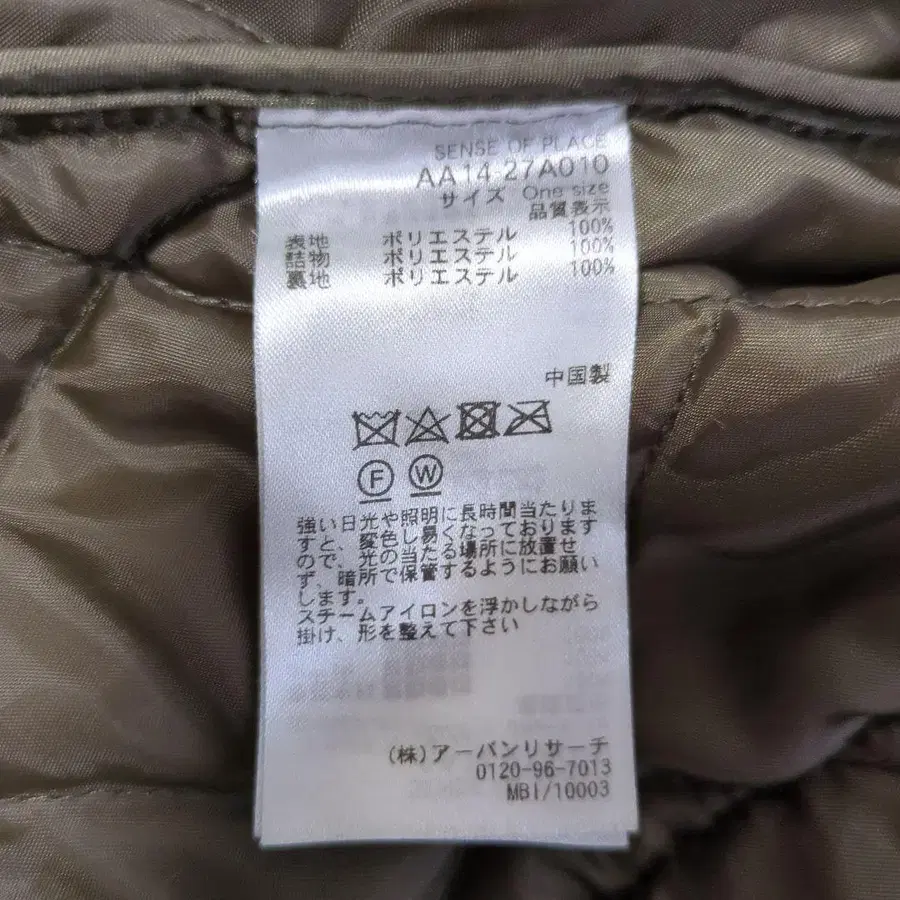 SENSE OF PLACE
AA14-27A010
サイズ One size
品質表示
表地 ポリエステル 100%
詰物 ポリエステル 100%
裏地 ポリエステル 100%
中国製
F W
強い日光や照明に長時間当たりま
すと、変色し易くなっております
ので、光の当たる場所に放置せ
ず、暗所で保管するようにお願い
します。
スチームアイロンを浮かしながら
掛け、形を整えて下さい
(株)アーバンリサーチ
0120-96-7013
MBI/10003